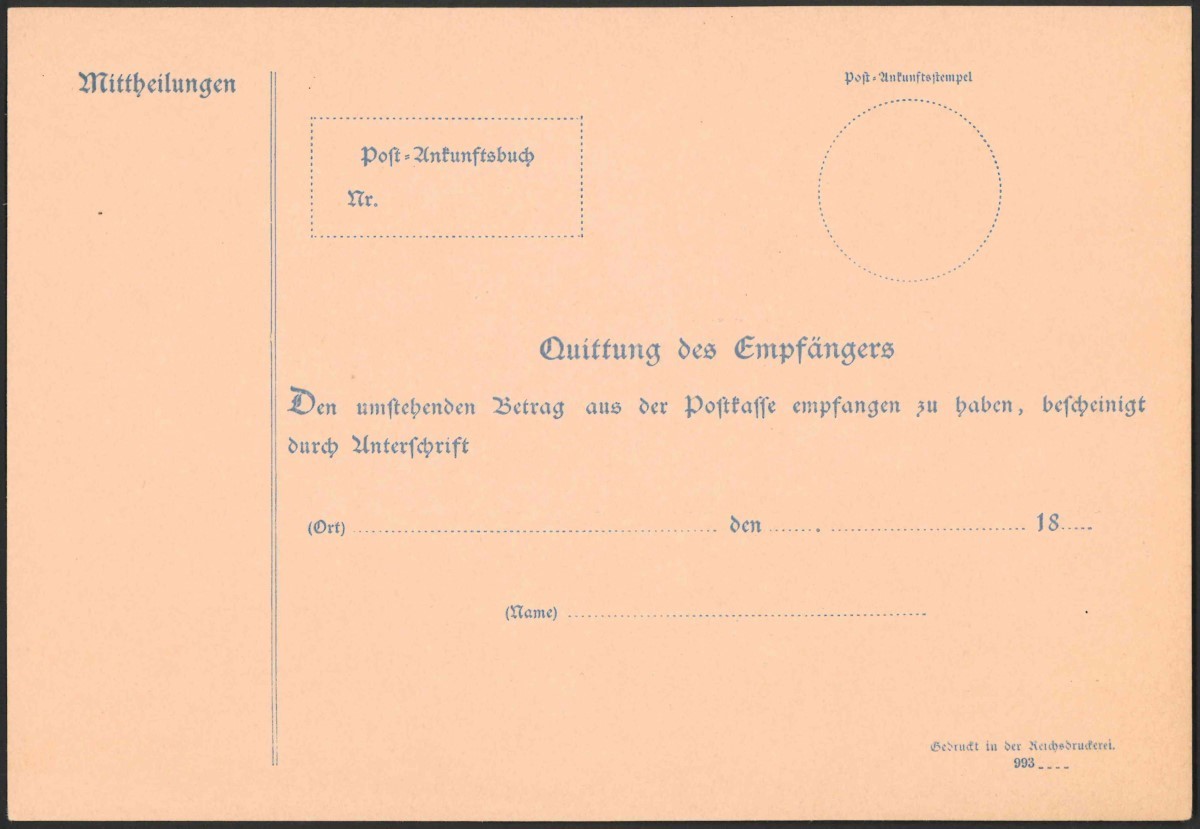 Mittheilungen
Post-Ankunftsstempel
Post-Ankunftsbuch
Nr.
Quittung des Empfängers
Den umstehenden Betrag aus der Postkasse empfangen zu haben, bescheinigt
durch Unterschrift
(Ort) den . 18
(Name)
Gedruckt in der Reichsdruckerei.
993